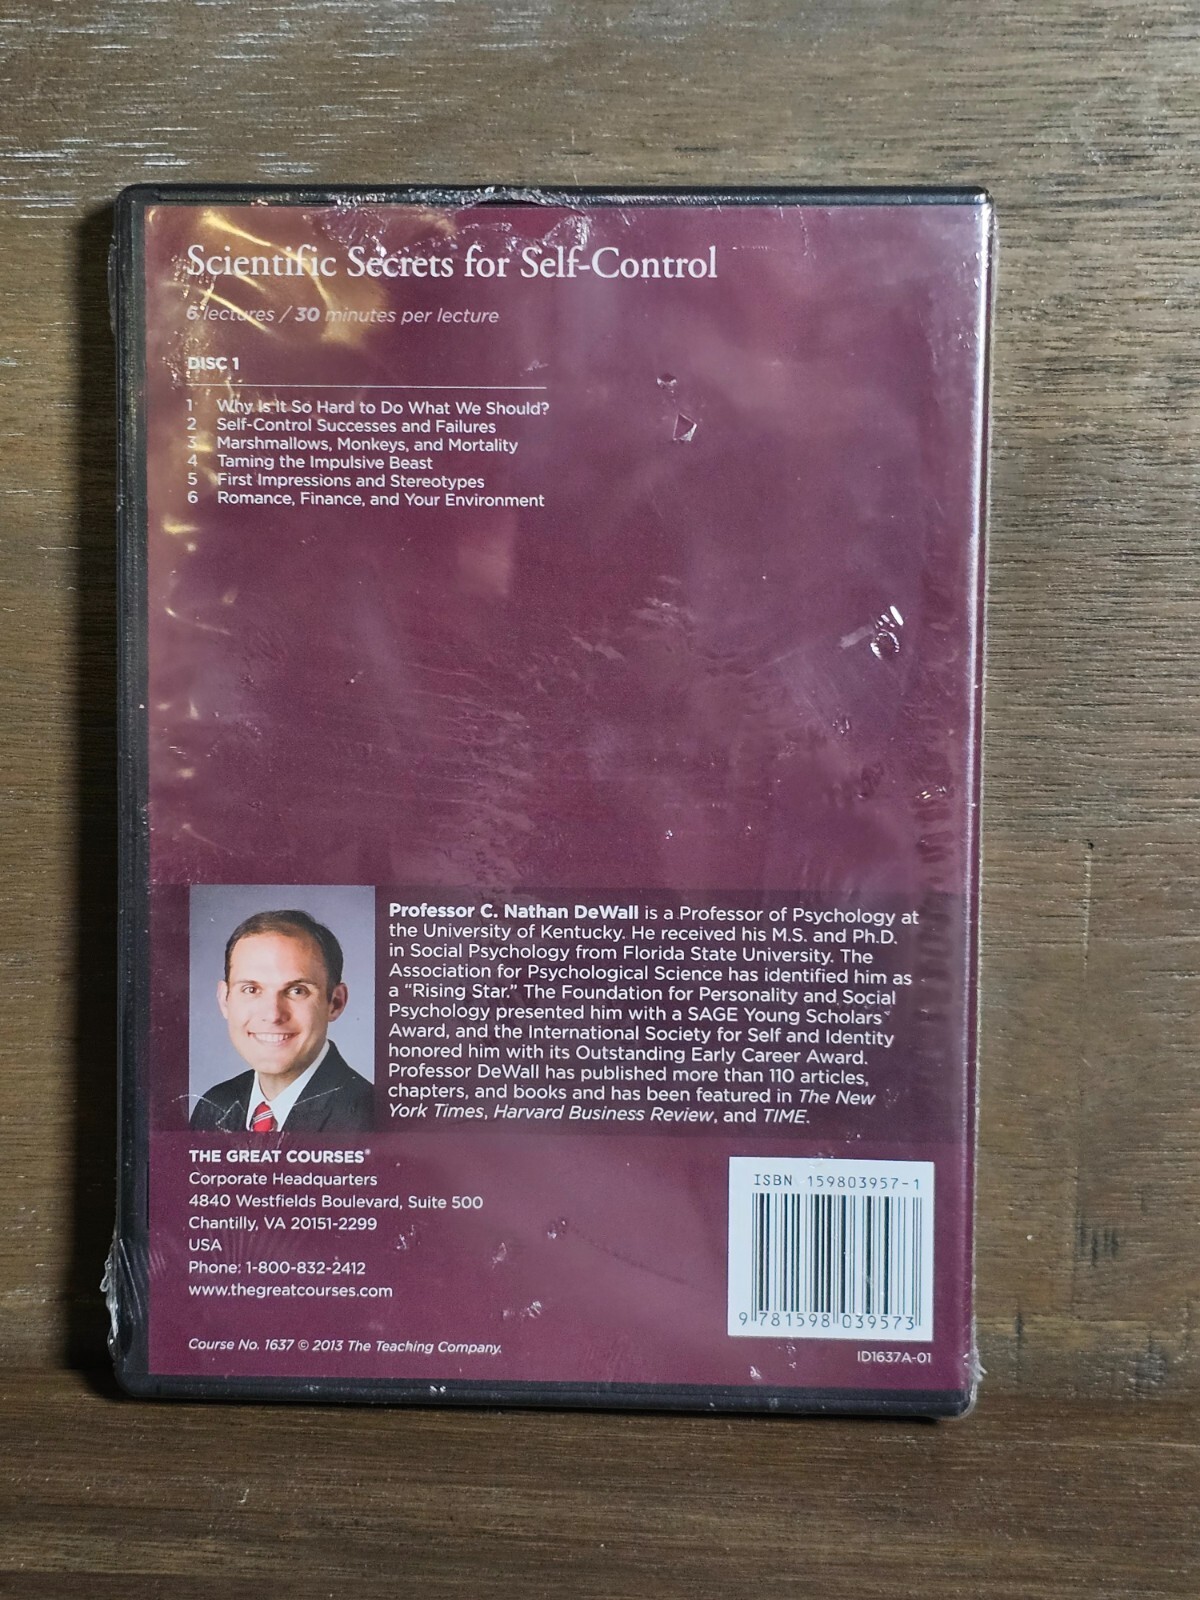 Scientific Secrets for Self-Control
6 lectures / 30 minutes per lecture
DISC 1
1 Why Is It So Hard to Do What We Should?
2 Self-Control Successes and Failures
3 Marshmallows, Monkeys, and Mortality
4 Taming the Impulsive Beast
5 First Impressions and Stereotypes
6 Romance, Finance, and Your Environment
Professor C. Nathan DeWall is a Professor of Psychology at
the University of Kentucky. He received his M.S. and Ph.D.
in Social Psychology from Florida State University. The
Association for Psychological Science has identified him as
a “Rising Star.” The Foundation for Personality and Social
Psychology presented him with a SAGE Young Scholars
Award, and the International Society for Self and Identity
honored him with its Outstanding Early Career Award.
Professor DeWall has published more than 110 articles,
chapters, and books and has been featured in The New
York Times, Harvard Business Review, and TIME.
THE GREAT COURSES®
Corporate Headquarters
4840 Westfields Boulevard, Suite 500
Chantilly, VA 20151-2299
USA
Phone: 1-800-832-2412
www.thegreatcourses.com
Course No. 1637 © 2013 The Teaching Company.
ISBN 159803957-1
9 781598 039573
ID1637A-01